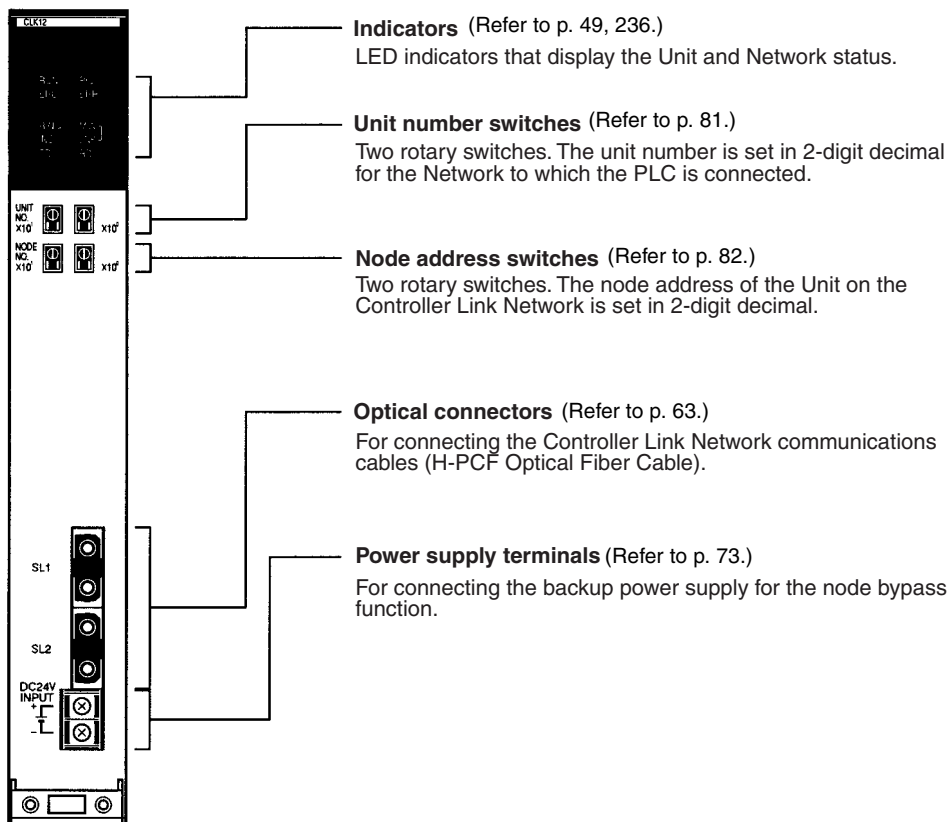 CLK12
Indicators (Refer to p. 49, 236.)
LED indicators that display the Unit and Network status.
Unit number switches (Refer to p. 81.)
Two rotary switches. The unit number is set in 2-digit decimal
for the Network to which the PLC is connected.
UNIT
NO.
X10¹ X10⁰
NODE
NO.
X10¹ X10⁰
Node address switches (Refer to p. 82.)
Two rotary switches. The node address of the Unit on the
Controller Link Network is set in 2-digit decimal.
Optical connectors (Refer to p. 63.)
For connecting the Controller Link Network communications
cables (H-PCF Optical Fiber Cable).
SL1
SL2
Power supply terminals (Refer to p. 73.)
For connecting the backup power supply for the node bypass
function.
DC24V
INPUT
+
-